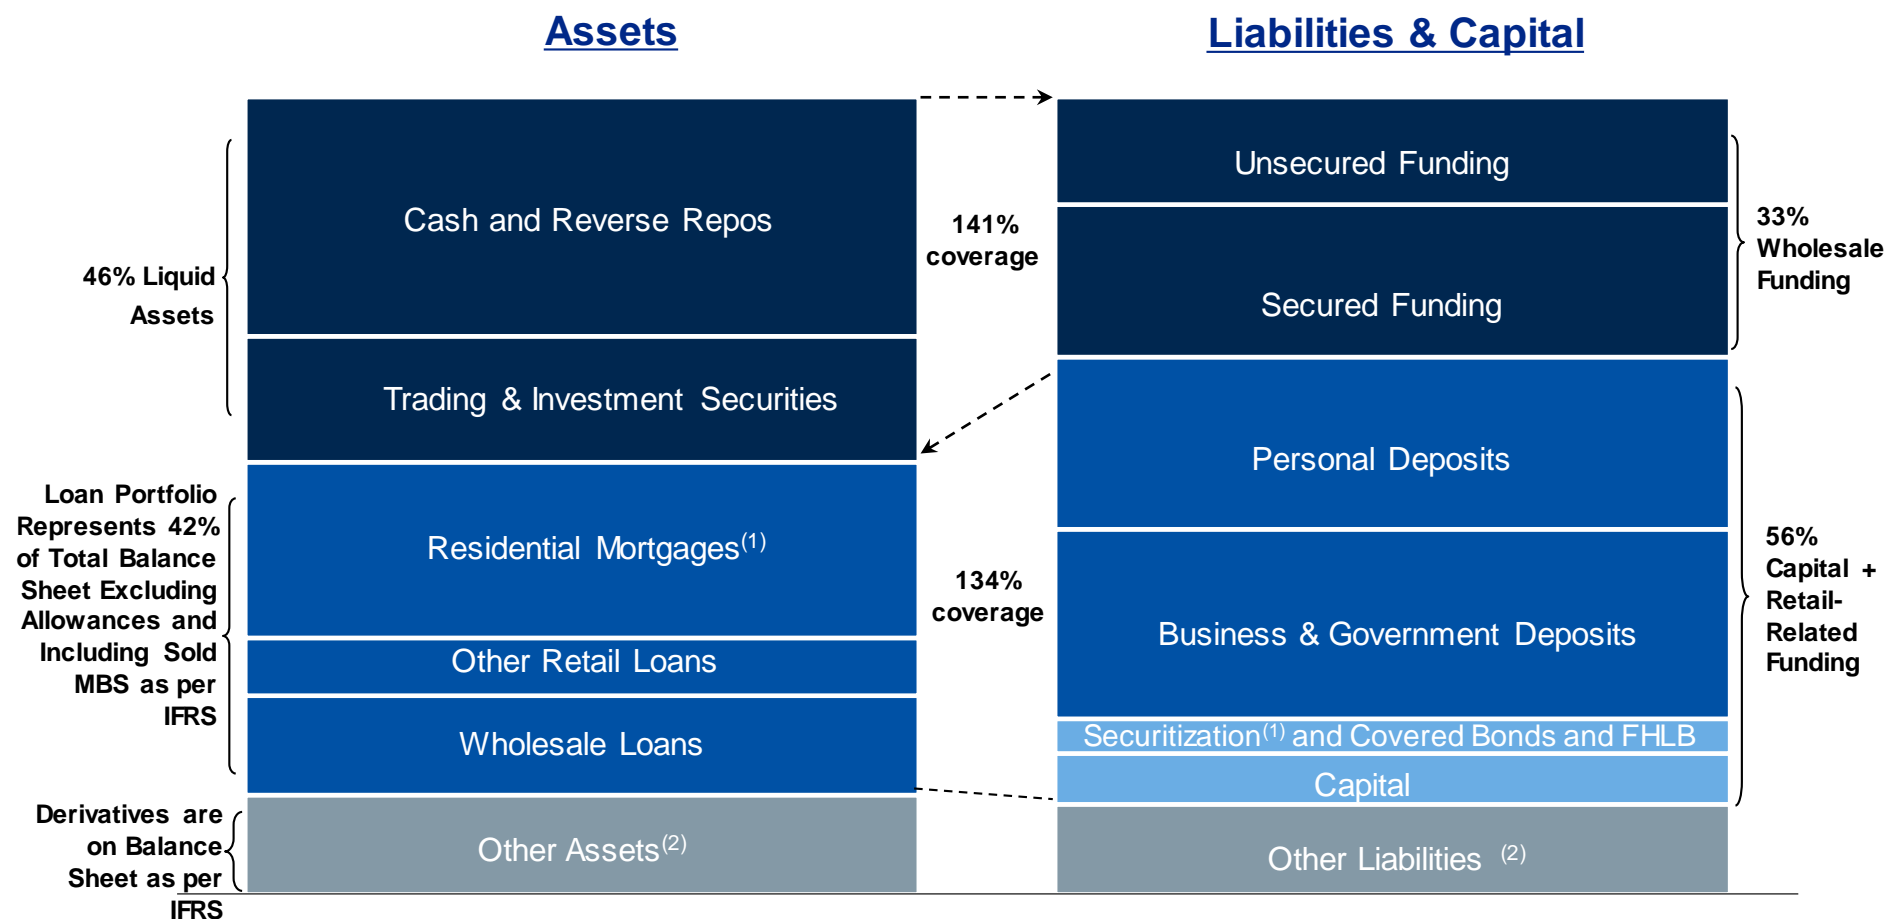 Assets
Liabilities & Capital
Cash and Reverse Repos
Trading & Investment Securities
46% Liquid
Assets
Residential Mortgages(1)
Other Retail Loans
Wholesale Loans
Loan Portfolio
Represents 42%
of Total Balance
Sheet Excluding
Allowances and
Including Sold
MBS as per
IFRS
Other Assets(2)
Derivatives are
on Balance
Sheet as per
IFRS
141%
coverage
134%
coverage
Unsecured Funding
Secured Funding
33%
Wholesale
Funding
Personal Deposits
Business & Government Deposits
Securitization(1) and Covered Bonds and FHLB
Capital
56%
Capital +
Retail-
Related
Funding
Other Liabilities (2)